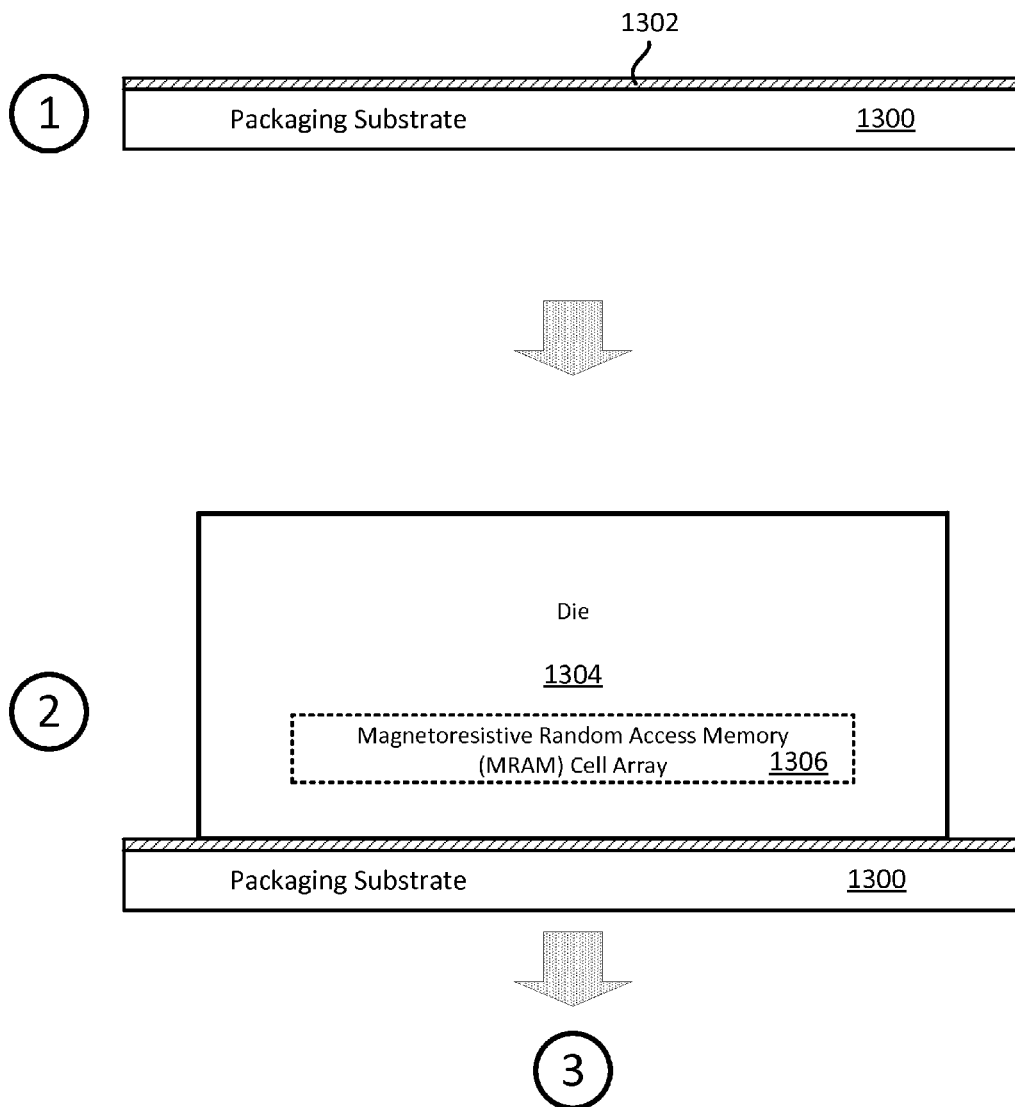 1302
1
Packaging Substrate 1300
Die
1304
2
Magnetoresistive Random Access Memory
(MRAM) Cell Array 1306
Packaging Substrate 1300
3